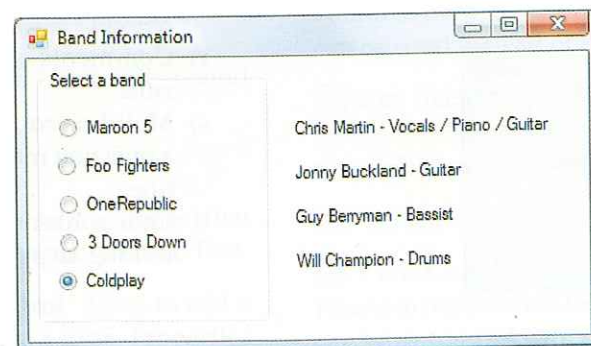 Band Information
Select a band
Maroon 5
Foo Fighters
OneRepublic
3 Doors Down
Coldplay
Chris Martin - Vocals / Piano / Guitar
Jonny Buckland - Guitar
Guy Berryman - Bassist
Will Champion - Drums